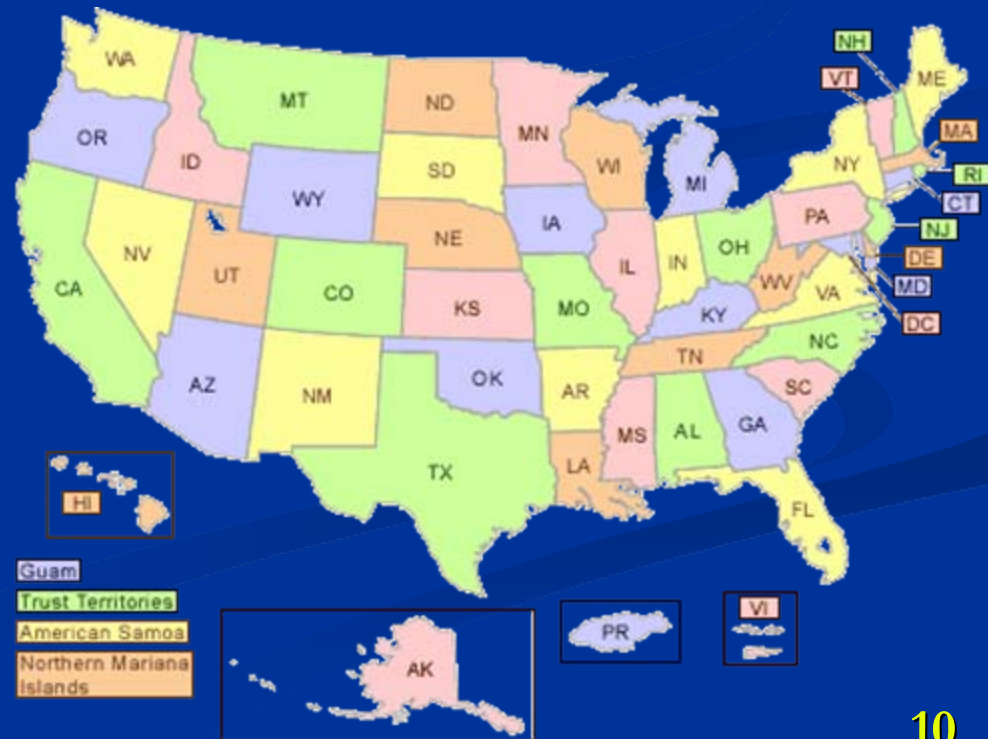 WA
MT
ND
MN
OR
ID
SD
WI
WY
MI
NY
ME
NH
VT
MA
RI
CT
NJ
DE
MD
DC
NV
UT
NE
IA
PA
CA
CO
KS
IL
IN
OH
WV
VA
MO
KY
NC
AZ
NM
OK
AR
TN
SC
TX
LA
MS
AL
GA
FL
HI
Guam
Trust Territories
American Samoa
Northern Mariana
Islands
AK
PR
VI
10